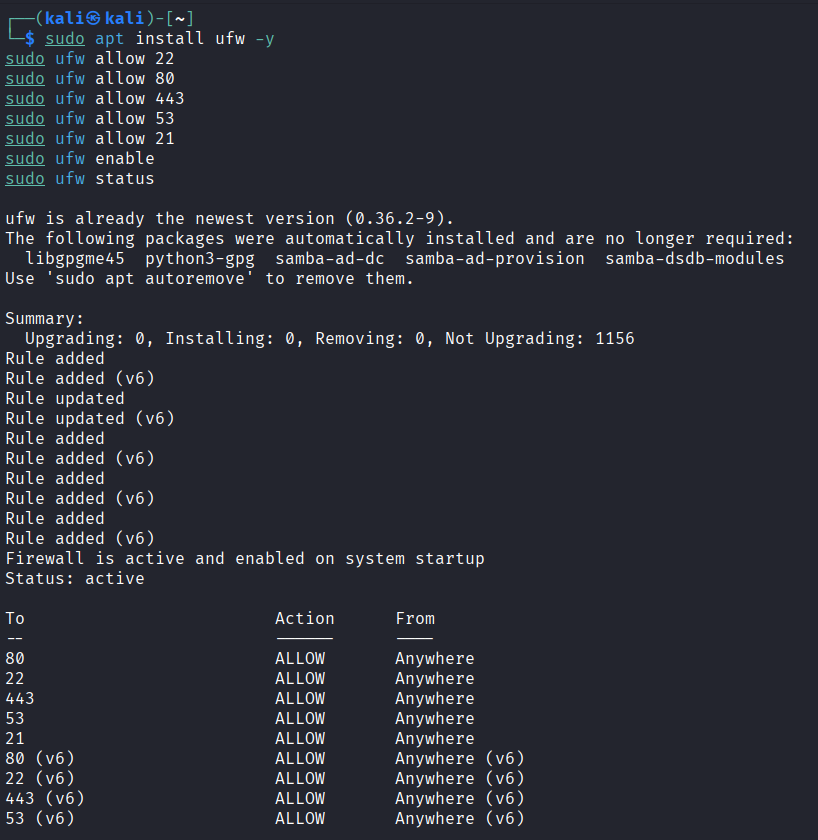 ┌──(kali㉿kali)-[~]
└─$ sudo apt install ufw -y
sudo ufw allow 22
sudo ufw allow 80
sudo ufw allow 443
sudo ufw allow 53
sudo ufw allow 21
sudo ufw enable
sudo ufw status

ufw is already the newest version (0.36.2-9).
The following packages were automatically installed and are no longer required:
  libgpgme45  python3-gpg  samba-ad-dc  samba-ad-provision  samba-dsdb-modules
Use 'sudo apt autoremove' to remove them.

Summary:
  Upgrading: 0, Installing: 0, Removing: 0, Not Upgrading: 1156
Rule added
Rule added (v6)
Rule updated
Rule updated (v6)
Rule added
Rule added (v6)
Rule added
Rule added (v6)
Rule added
Rule added (v6)
Firewall is active and enabled on system startup
Status: active

To                         Action      From
--                         ------      ----
80                         ALLOW       Anywhere
22                         ALLOW       Anywhere
443                        ALLOW       Anywhere
53                         ALLOW       Anywhere
21                         ALLOW       Anywhere
80 (v6)                    ALLOW       Anywhere (v6)
22 (v6)                    ALLOW       Anywhere (v6)
443 (v6)                   ALLOW       Anywhere (v6)
53 (v6)                    ALLOW       Anywhere (v6)